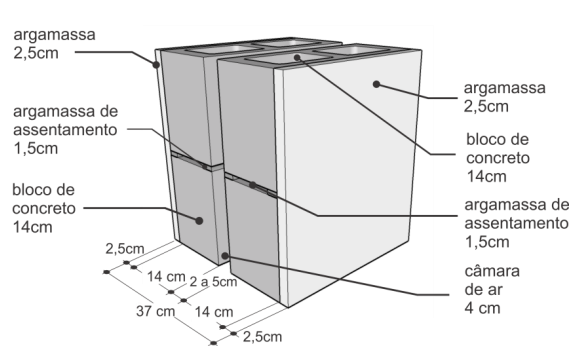 argamassa
2,5cm
argamassa de
assentamento
1,5cm
bloco de
concreto
14cm
argamassa
2,5cm
bloco de
concreto
14cm
argamassa de
assentamento
1,5cm
câmara
de ar
4 cm
2,5cm
14 cm
2 a 5cm
37 cm
14 cm
2,5cm